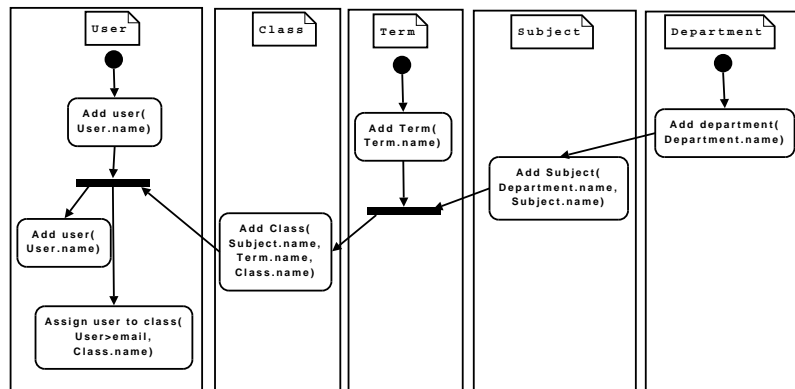 User
Class
Term
Subject
Department
Add user(
User.name)
Add Term(
Term.name)
Add department(
Department.name)
Add Subject(
Department.name,
Subject.name)
Add user(
User.name)
Add Class(
Subject.name,
Term.name,
Class.name)
Assign user to class(
User>email,
Class.name)